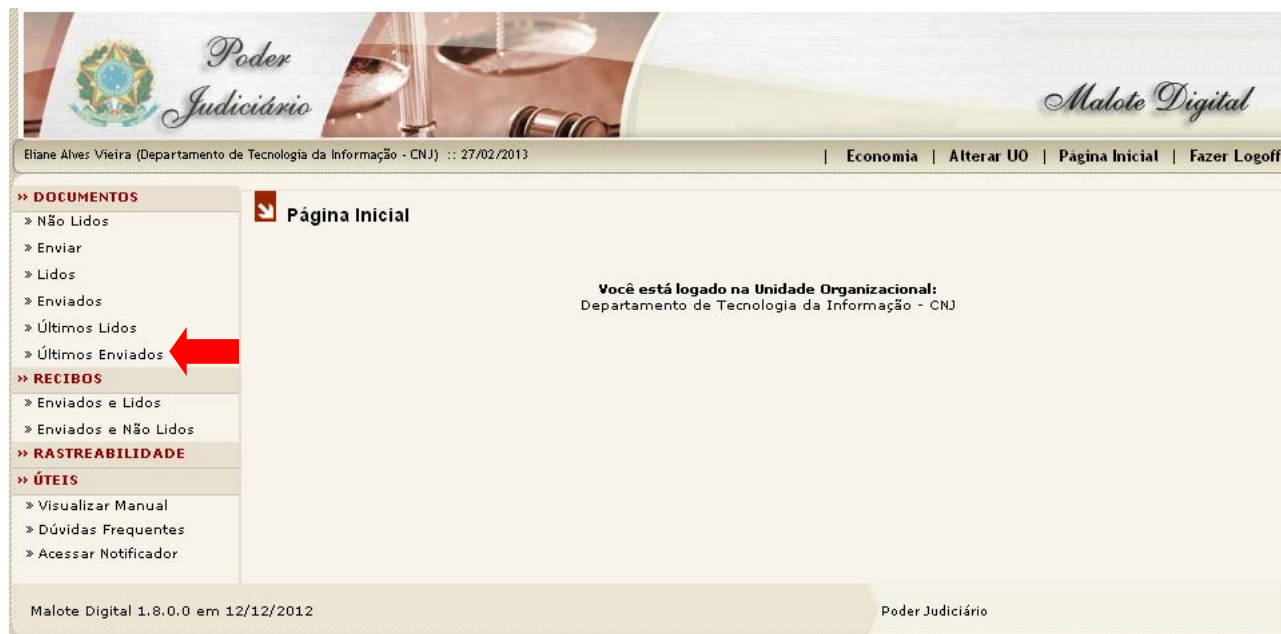 Poder
Judiciário
Malote Digital
Eliane Alves Vieira (Departamento de Tecnologia da Informação - CNJ) :: 27/02/2013
| Economia | Alterar UO | Página Inicial | Fazer Logoff
» DOCUMENTOS
» Não Lidos
» Enviar
» Lidos
» Enviados
» Últimos Lidos
» Últimos Enviados
» RECIBOS
» Enviados e Lidos
» Enviados e Não Lidos
» RASTREABILIDADE
» ÚTEIS
» Visualizar Manual
» Dúvidas Frequentes
» Acessar Notificador
Página Inicial
Você está logado na Unidade Organizacional:
Departamento de Tecnologia da Informação - CNJ
Malote Digital 1.8.0.0 em 12/12/2012
Poder Judiciário